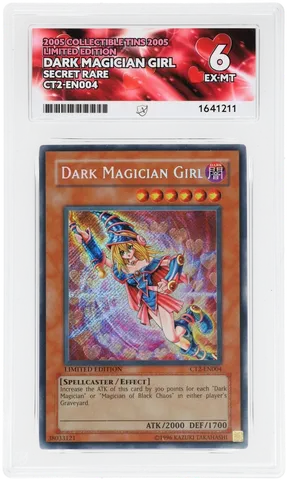 2005 COLLECTIBLE TINS 2005
LIMITED EDITION
DARK MAGICIAN GIRL
SECRET RARE
CT2-EN004
6
EX-MT
1641211
DARK MAGICIAN GIRL
LIMITED EDITION
CT2-EN004
[SPELLCASTER / EFFECT]
Increase the ATK of this card by 300 points for each "Dark
Magician" or "Magician of Black Chaos" in either player's
Graveyard.
ATK/2000 DEF/1700
38033121
©1996 KAZUKI TAKAHASHI